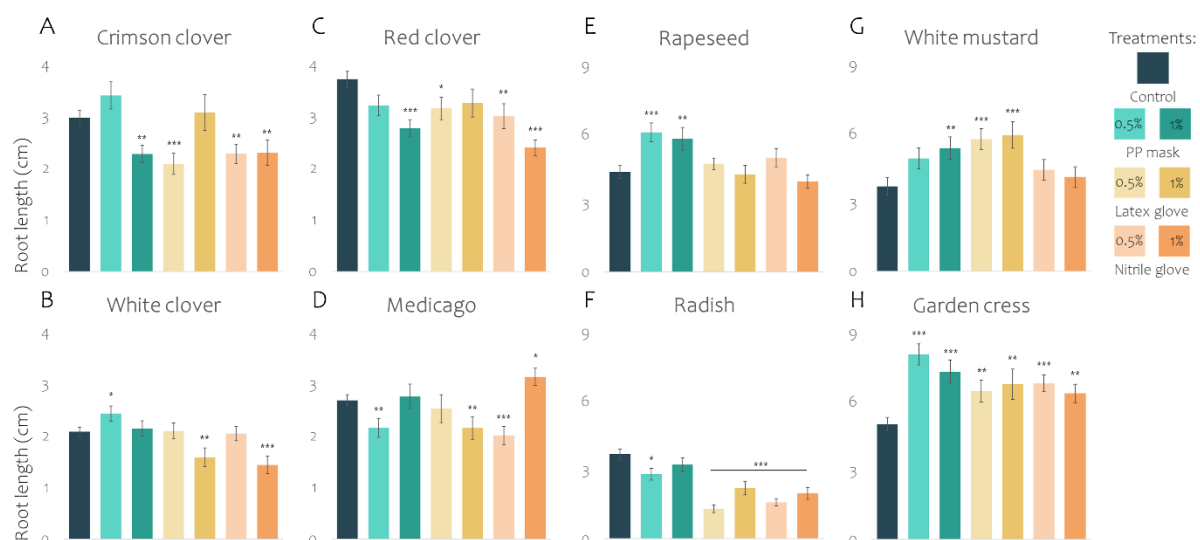 A
Crimson clover
4
3
2
1
0
Root length (cm)
**
***
**
**
C
Red clover
4
3
2
1
0
***
*
**
***
E
Rapeseed
9
6
3
0
***
**
G
White mustard
9
6
3
0
**
***
***
Treatments:
Control
0.5% 1%
PP mask
0.5% 1%
Latex glove
0.5% 1%
Nitrile glove
B
White clover
4
3
2
1
0
Root length (cm)
*
**
***
D
Medicago
4
3
2
1
0
**
**
***
*
F
Radish
9
6
3
0
*
***
H
Garden cress
9
6
3
0
***
***
**
**
***
**